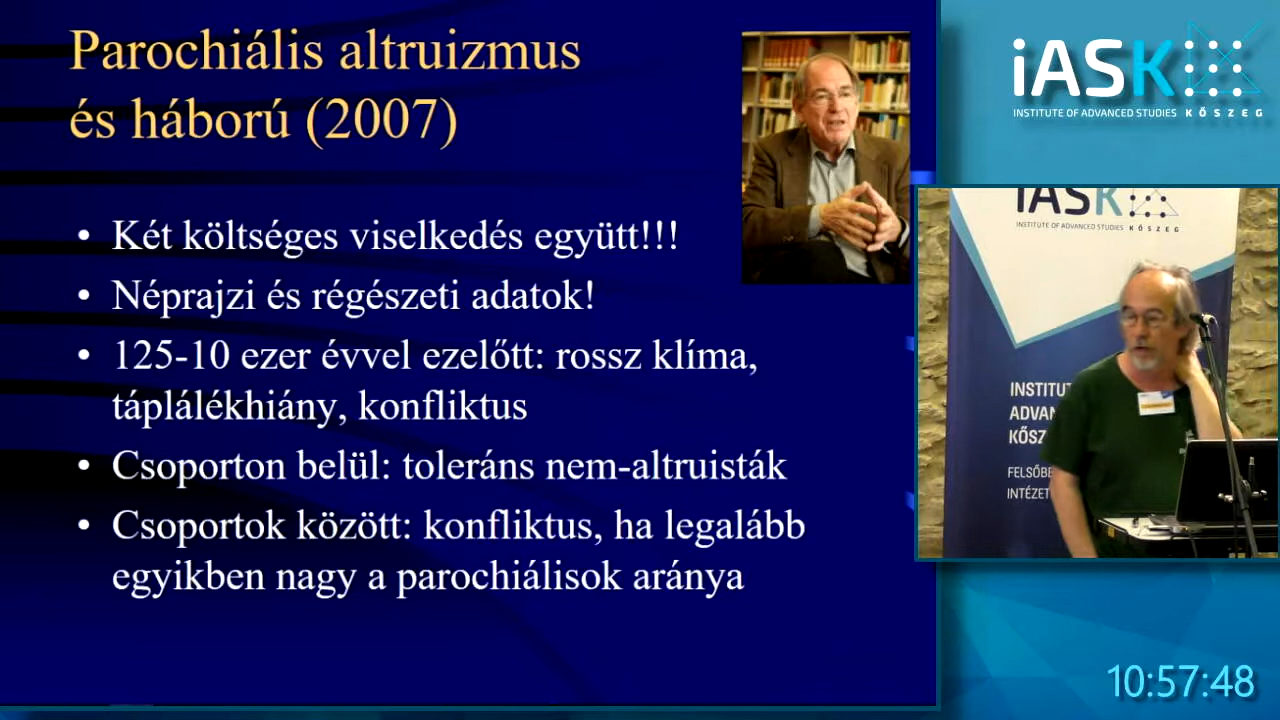 Parochiális altruizmus
és háború (2007)
• Két költséges viselkedés együtt!!!
• Néprajzi és régészeti adatok!
• 125-10 ezer évvel ezelőtt: rossz klíma,
táplálékhiány, konfliktus
• Csoporton belül: toleráns nem-altruisták
• Csoportok között: konfliktus, ha legalább
egyikben nagy a parochiálisok aránya
iASK
INSTITUTE OF ADVANCED STUDIES KŐSZEG
iASK
INSTITUTE OF ADVANCED STUDIES KŐSZEG
INSTITUT
ADVAN
KŐSZ
FELSŐB
INTÉZET
10:57:48